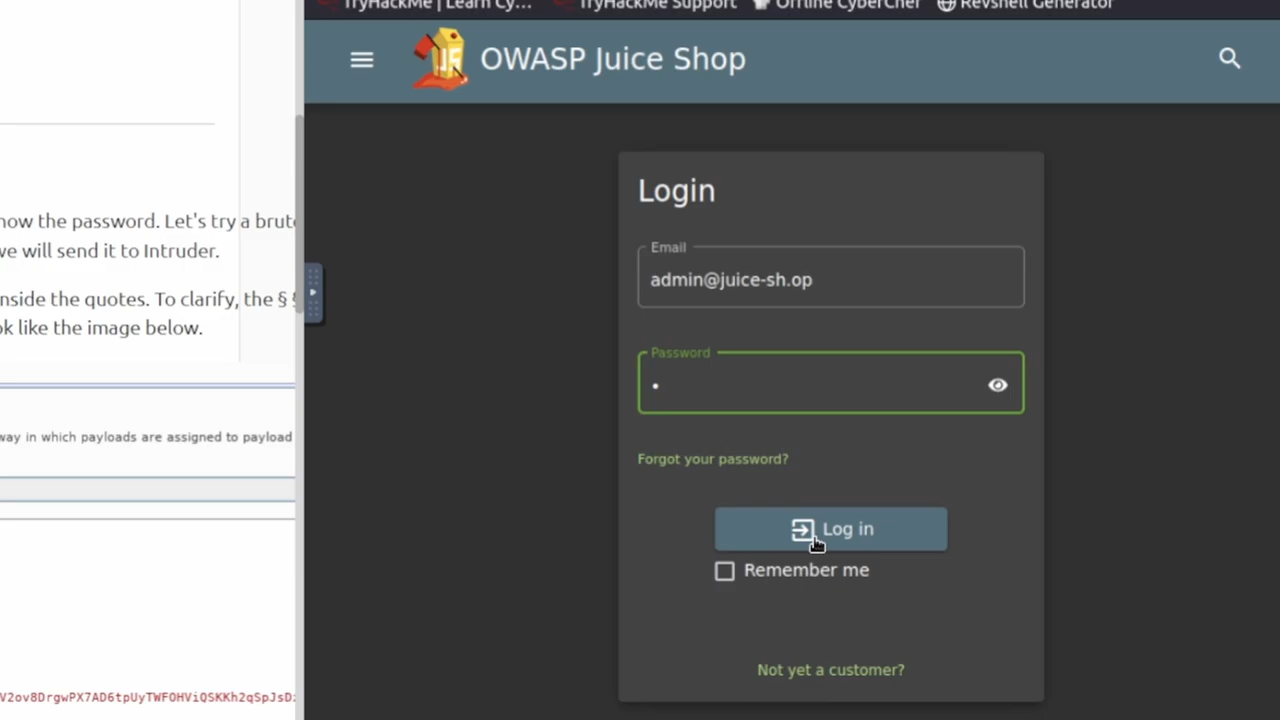 TryHackMe | Learn Cy... TryHackMe Support Offline CyberChef Revshell Generator
OWASP Juice Shop
now the password. Let's try a brute
we will send it to Intruder.
nside the quotes. To clarify, the § §
ok like the image below.
way in which payloads are assigned to payload
V2ov8DrgwPX7AD6tpUyTWFOHViQSKKh2qSpJsD
Login
Email
admin@juice-sh.op
Password
Forgot your password?
Log in
Remember me
Not yet a customer?